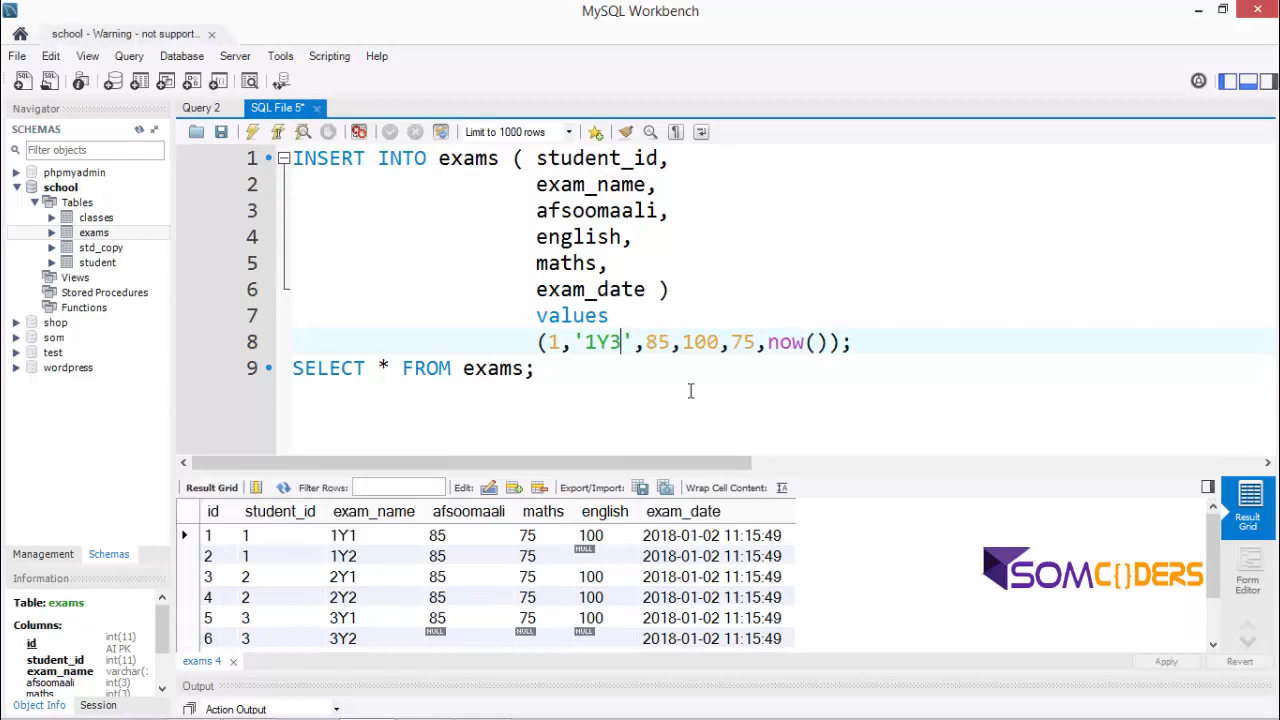 MySQL Workbench
school - Warning - not support...
File Edit View Query Database Server Tools Scripting Help
Navigator
SCHEMAS
Filter objects
phpmyadmin
school
Tables
classes
exams
std_copy
student
Views
Stored Procedures
Functions
shop
som
test
wordpress
Management Schemas
Information
Table: exams
Columns:
id int(11)
AI PK
student_id int(11)
exam_name varchar(
afsoomaali int(3)
maths int(3)
Object Info Session
Query 2 SQL File 5*
Limit to 1000 rows
1 INSERT INTO exams ( student_id,
2 exam_name,
3 afsoomaali,
4 english,
5 maths,
6 exam_date )
7 values
8 (1,'1Y3',85,100,75,now());
9 SELECT * FROM exams;
Result Grid Filter Rows: Edit: Export/Import: Wrap Cell Content:
id student_id exam_name afsoomaali maths english exam_date
1 1 1Y1 85 75 100 2018-01-02 11:15:49
2 1 1Y2 85 75 NULL 2018-01-02 11:15:49
3 2 2Y1 85 75 100 2018-01-02 11:15:49
4 2 2Y2 85 75 100 2018-01-02 11:15:49
5 3 3Y1 85 75 100 2018-01-02 11:15:49
6 3 3Y2 NULL NULL NULL 2018-01-02 11:15:49
Result Grid
Form Editor
SOMC{}DERS
exams 4
Apply Revert
Output
Action Output